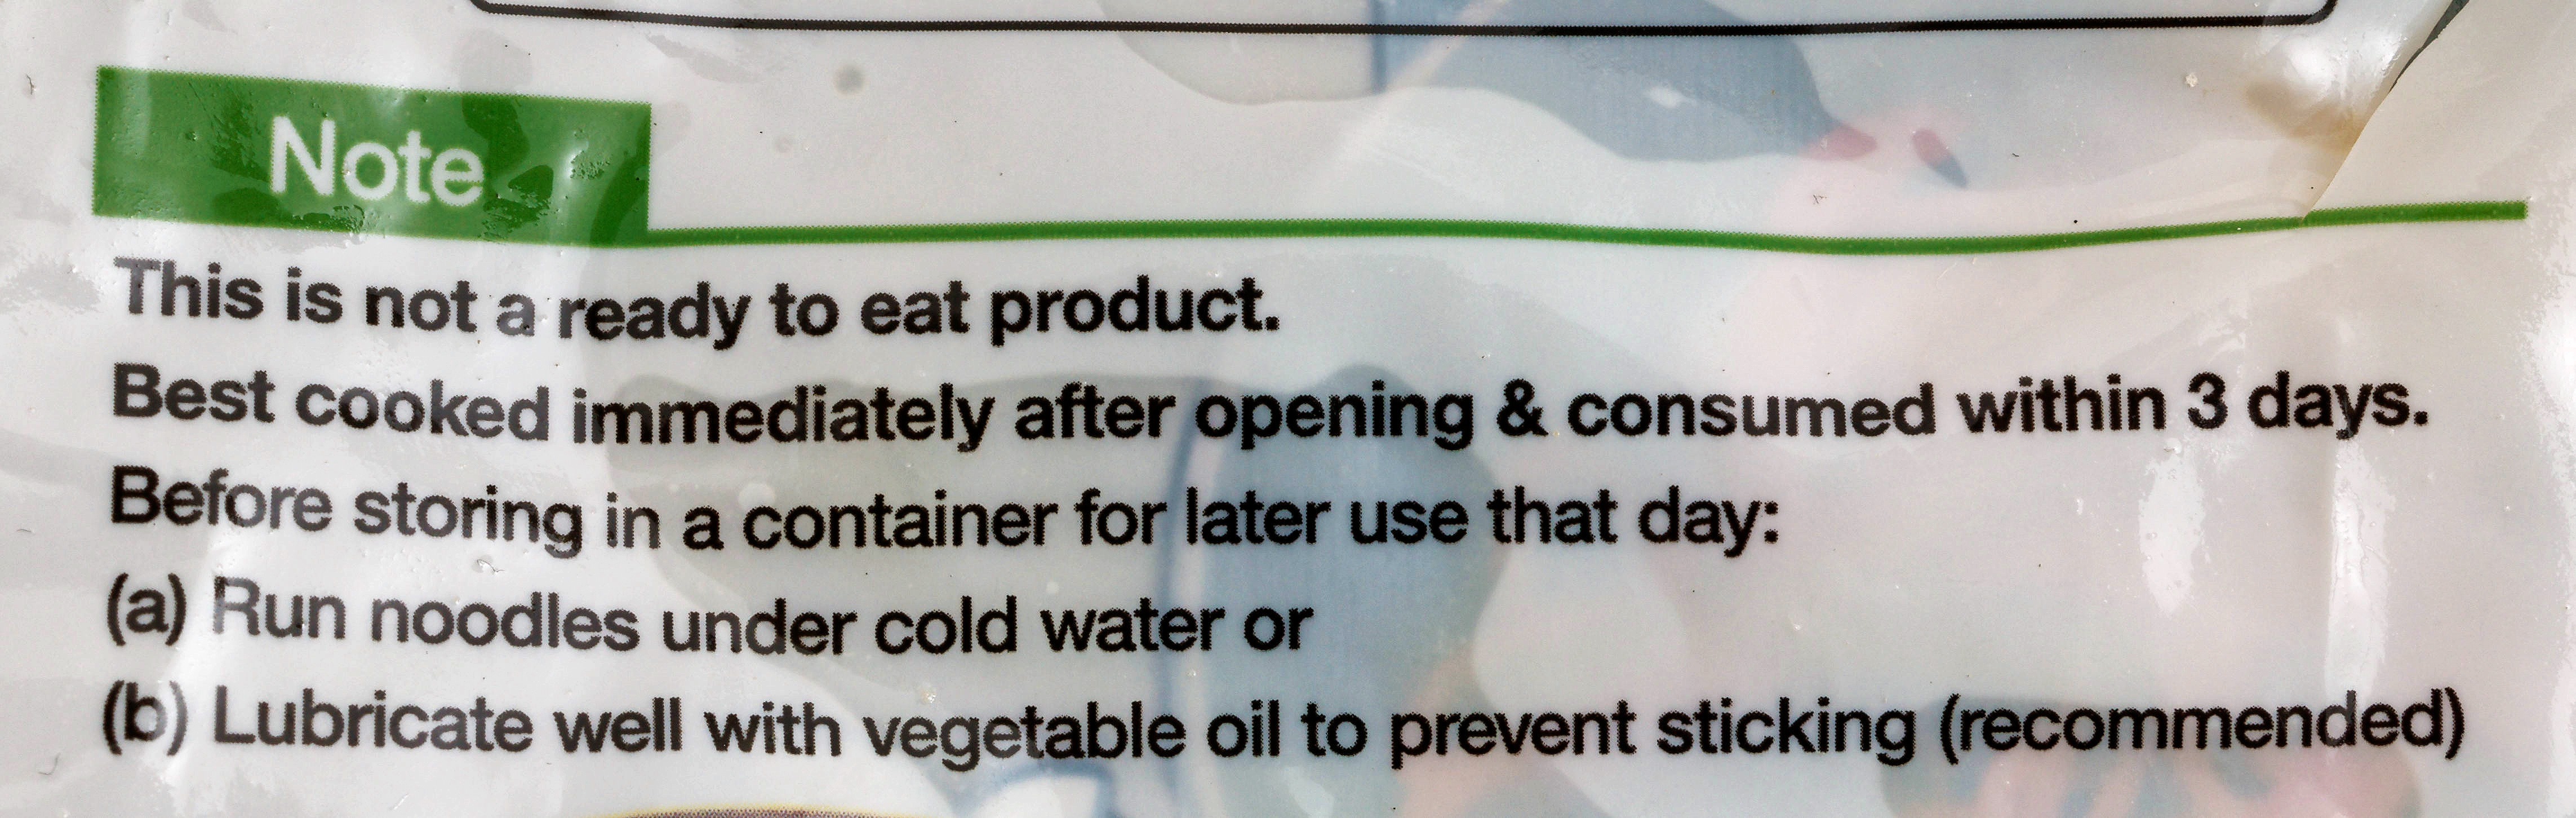 Note
This is not a ready to eat product.
Best cooked immediately after opening & consumed within 3 days.
Before storing in a container for later use that day:
(a) Run noodles under cold water or
(b) Lubricate well with vegetable oil to prevent sticking (recommended)